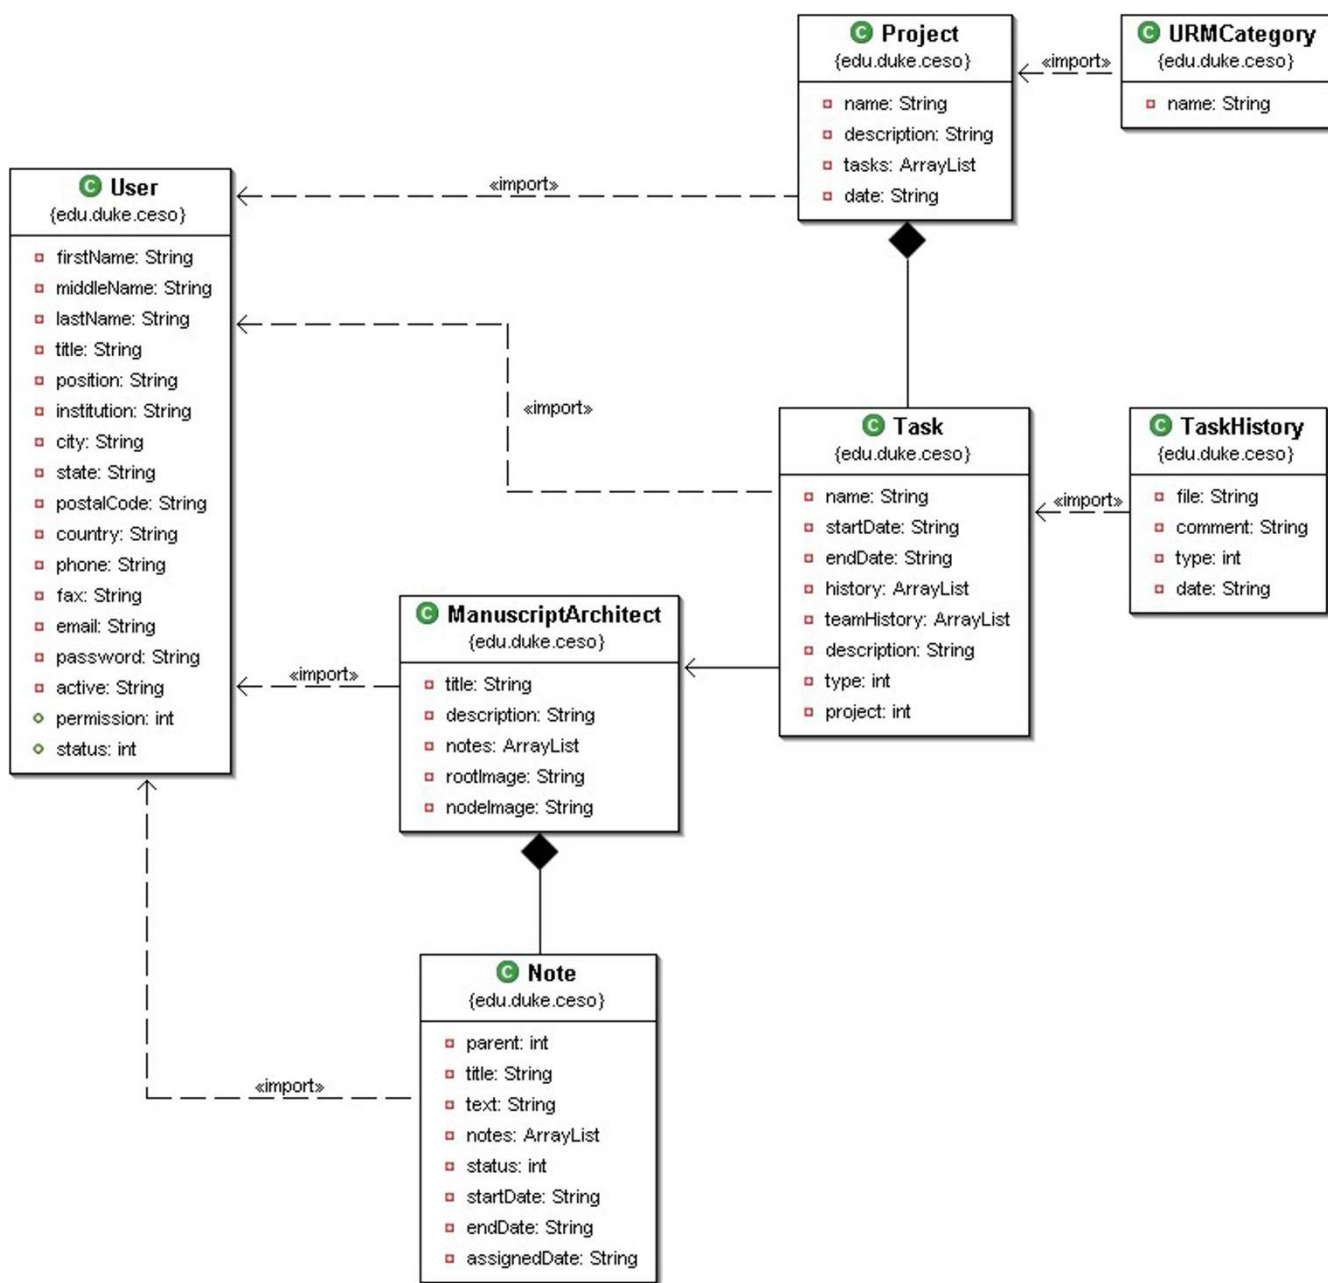 C Project
{edu.duke.ceso}
name: String
description: String
tasks: ArrayList
date: String
«import»
C URMCategory
{edu.duke.ceso}
name: String
C User
{edu.duke.ceso}
firstName: String
middleName: String
lastName: String
title: String
position: String
institution: String
city: String
state: String
postalCode: String
country: String
phone: String
fax: String
email: String
password: String
active: String
permission: int
status: int
«import»
«import»
C Task
{edu.duke.ceso}
name: String
startDate: String
endDate: String
history: ArrayList
teamHistory: ArrayList
description: String
type: int
project: int
«import»
C TaskHistory
{edu.duke.ceso}
file: String
comment: String
type: int
date: String
«import»
C ManuscriptArchitect
{edu.duke.ceso}
title: String
description: String
notes: ArrayList
rootImage: String
nodeImage: String
«import»
C Note
{edu.duke.ceso}
parent: int
title: String
text: String
notes: ArrayList
status: int
startDate: String
endDate: String
assignedDate: String